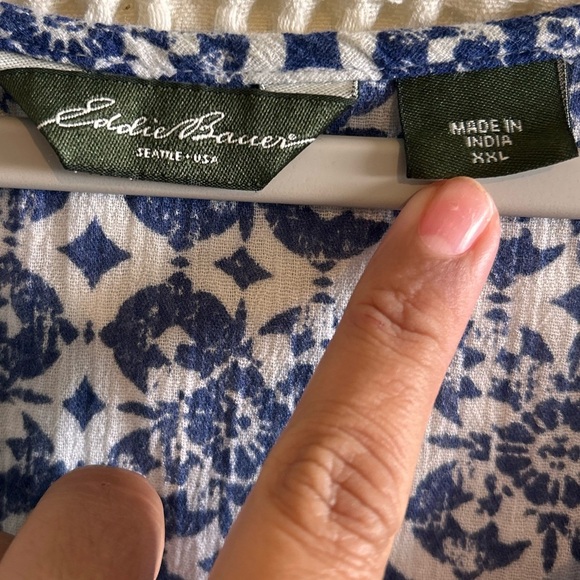 Eddie Bauer®
SEATTLE • USA
MADE IN
INDIA
XXL